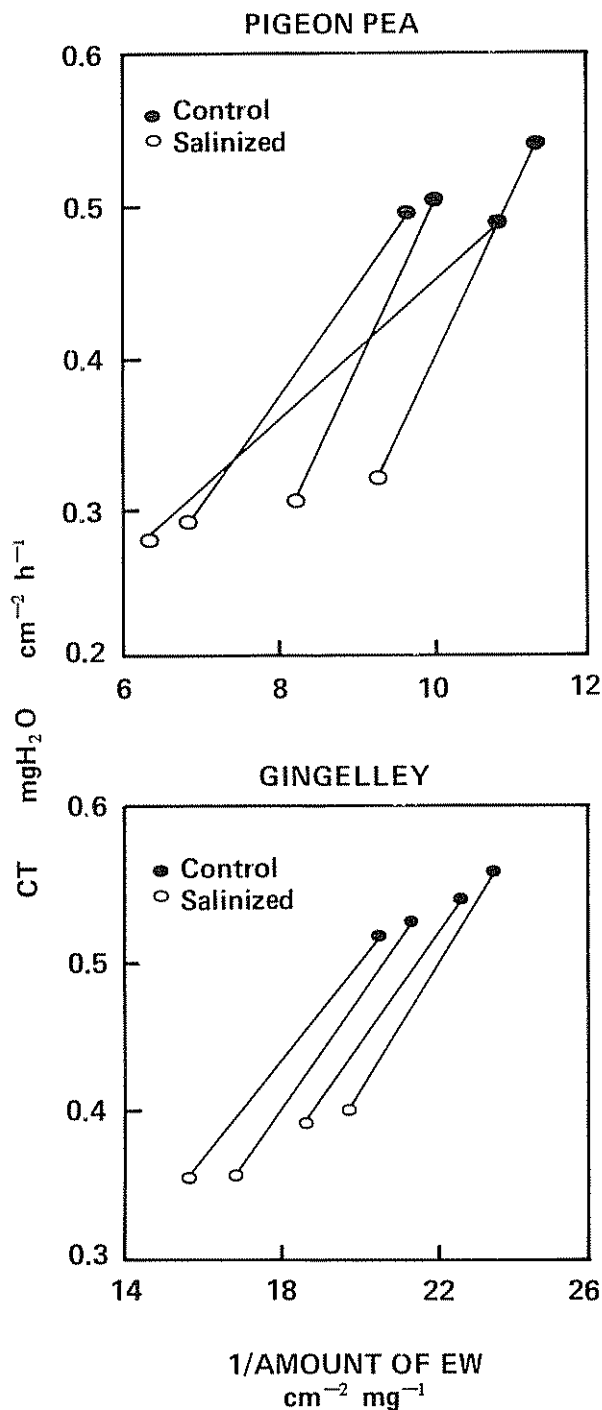 PIGEON PEA
0.6
Control
Salinized
0.5
0.4
0.3
0.2
6 8 10 12
CT mgH₂O cm⁻² h⁻¹
GINGELLEY
0.6
Control
Salinized
0.5
0.4
0.3
14 18 22 26
1/AMOUNT OF EW
cm⁻² mg⁻¹